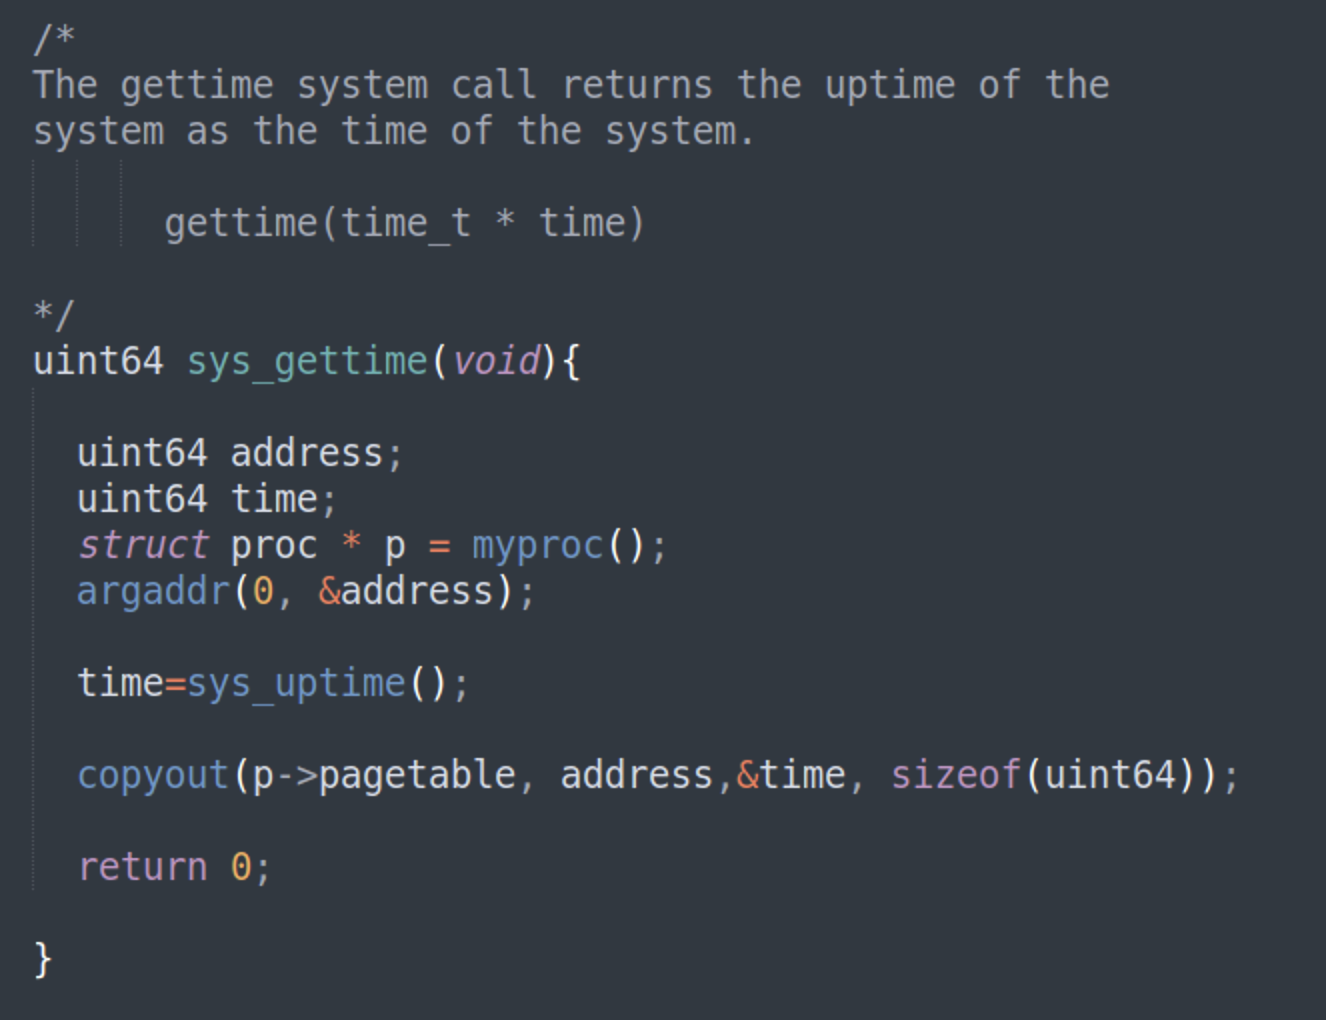 /*
The gettime system call returns the uptime of the
system as the time of the system.
gettime(time_t * time)
*/
uint64 sys_gettime(void){
uint64 address;
uint64 time;
struct proc * p = myproc();
argaddr(0, &address);
time=sys_uptime();
copyout(p->pagetable, address,&time, sizeof(uint64));
return 0;
}